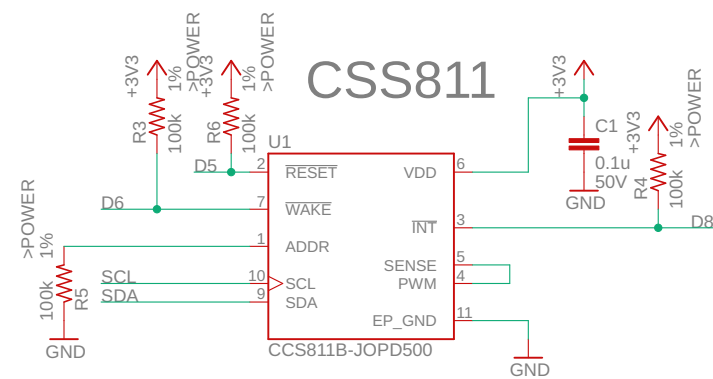 CSS811
+3V3
1%
>POWER
R3
100k
+3V3
1%
>POWER
R6
100k
+3V3
C1
0.1u
50V
GND
+3V3
1%
>POWER
R4
100k
U1
D5
2
RESET
VDD
6
D6
7
WAKE
INT
3
D8
1
ADDR
SENSE
5
SCL
10
SCL
PWM
4
SDA
9
SDA
EP_GND
11
CCS811B-JOPD500
GND
>POWER
1%
100k
R5
GND